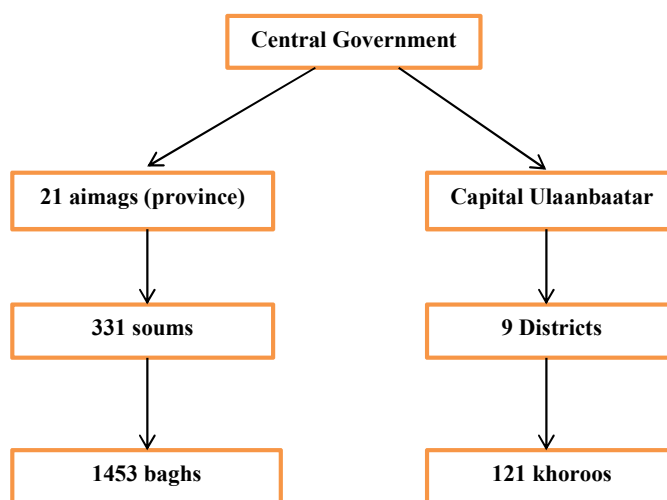 Central Government
21 aimags (province)
Capital Ulaanbaatar
331 soums
9 Districts
1453 baghs
121 khoroos